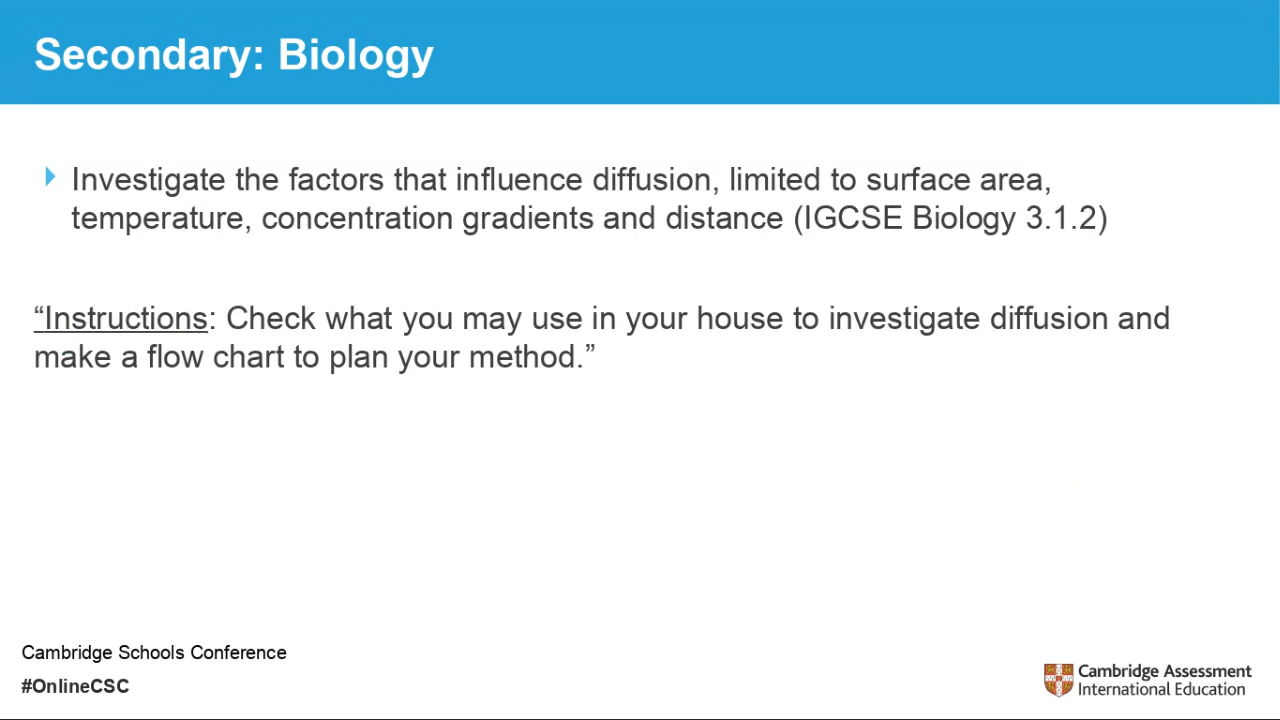 Secondary: Biology
Investigate the factors that influence diffusion, limited to surface area,
temperature, concentration gradients and distance (IGCSE Biology 3.1.2)
“Instructions: Check what you may use in your house to investigate diffusion and
make a flow chart to plan your method.”
Cambridge Schools Conference
#OnlineCSC
Cambridge Assessment
International Education